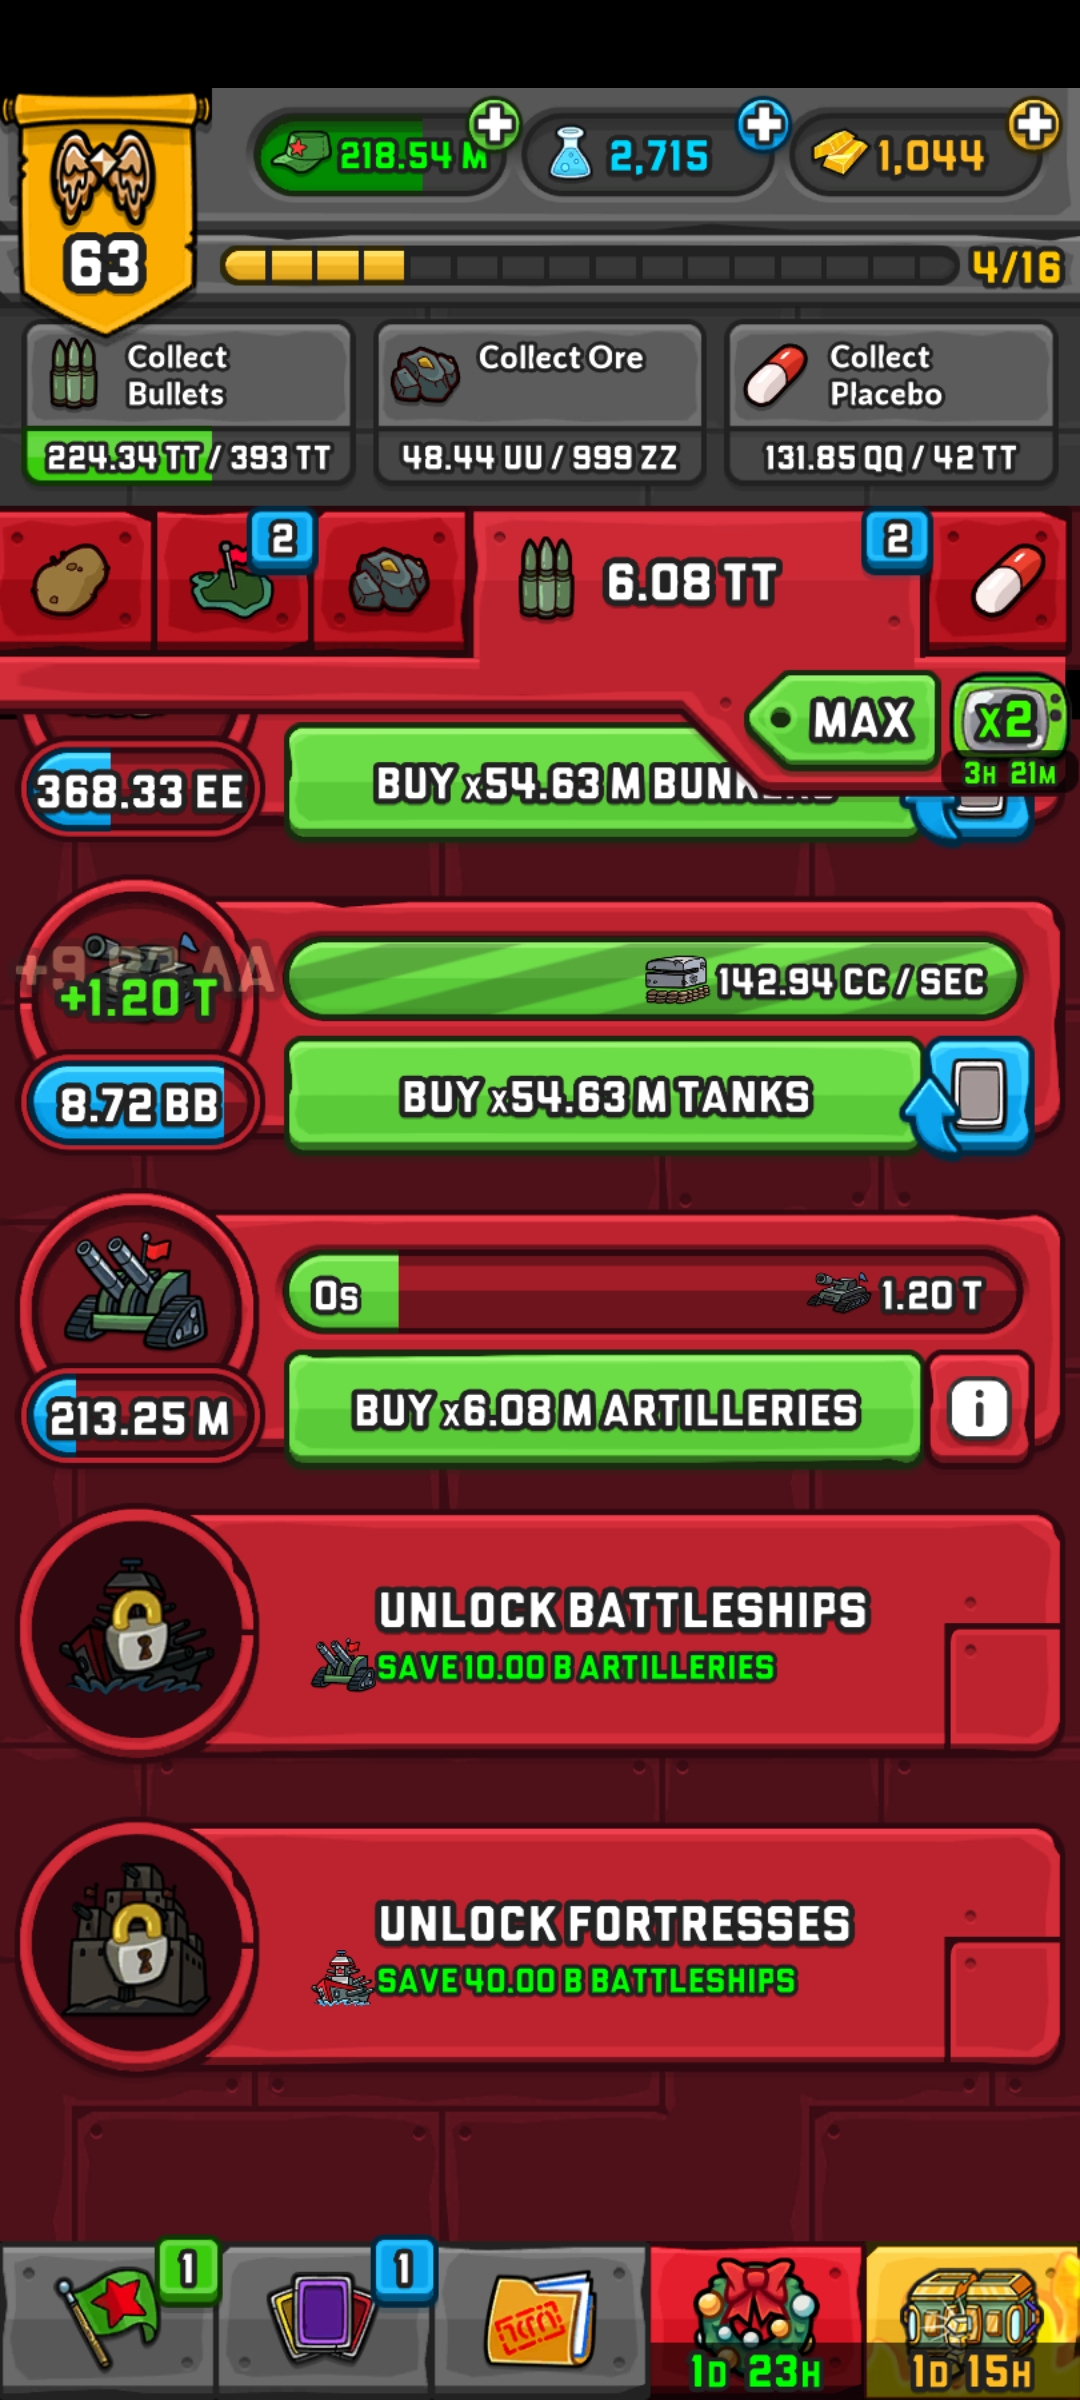 218.54 M
2,715
1,044
63
4/16
Collect
Bullets
Collect Ore
Collect
Placebo
224.34 TT / 393 TT
48.44 UU / 999 ZZ
131.85 QQ / 42 TT
2
6.08 TT
2
MAX
x2
3H 21M
368.33 EE
BUY x54.63 M BUNKERS
+1.20 T
142.94 CC / SEC
8.72 BB
BUY x54.63 M TANKS
0s
1.20 T
213.25 M
BUY x6.08 M ARTILLERIES
i
UNLOCK BATTLESHIPS
SAVE 10.00 B ARTILLERIES
UNLOCK FORTRESSES
SAVE 40.00 B BATTLESHIPS
1
1
1D 23H
1D 15H